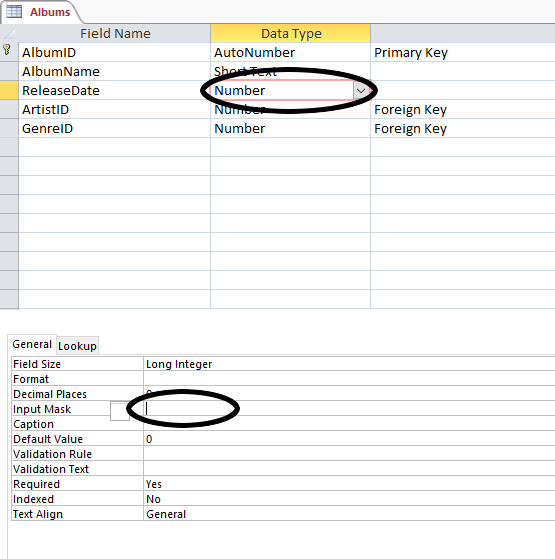 Albums
Field Name Data Type
AlbumID AutoNumber Primary Key
AlbumName Short Text
ReleaseDate Number
ArtistID Number Foreign Key
GenreID Number Foreign Key
General Lookup
Field Size Long Integer
Format
Decimal Places 0
Input Mask
Caption
Default Value 0
Validation Rule
Validation Text
Required Yes
Indexed No
Text Align General